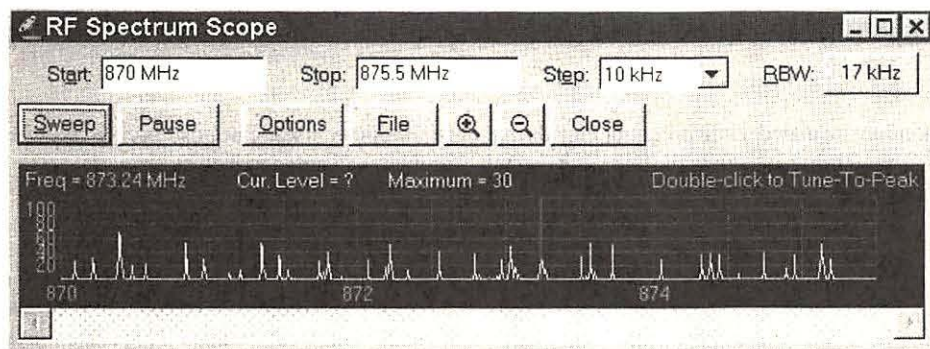 RF Spectrum Scope
Start: 870 MHz Stop: 875.5 MHz Step: 10 kHz RBW: 17 kHz
Sweep Pause Options File Close
Freq = 873.24 MHz Cur. Level = ? Maximum = 30 Double-click to Tune-To-Peak
100
20
870 872 874